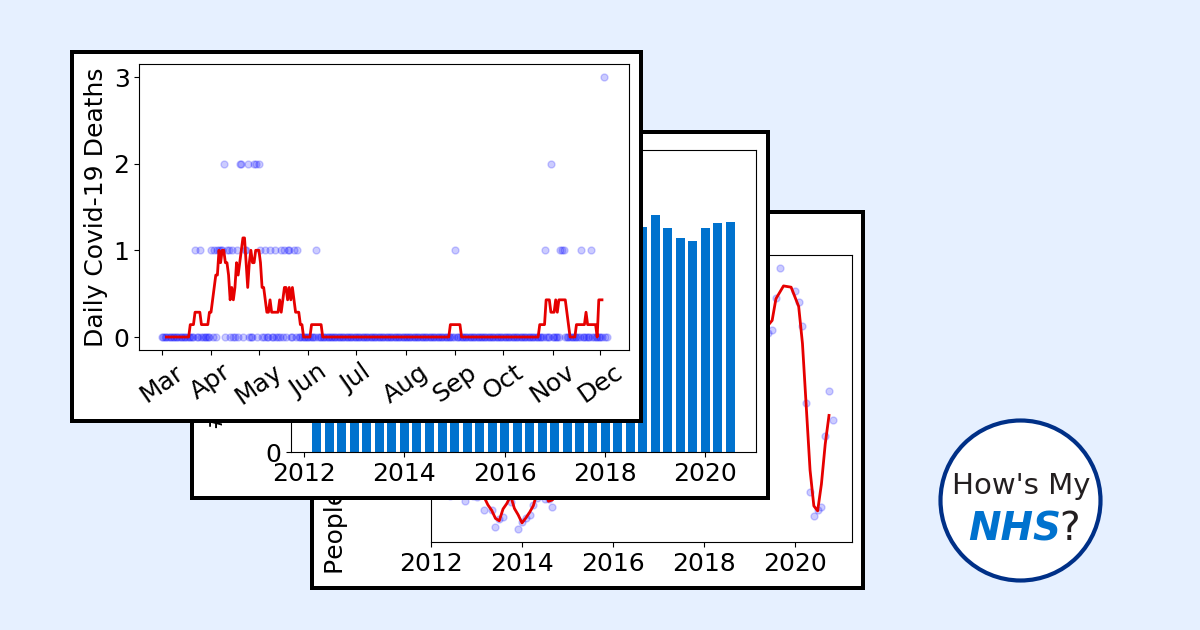 Daily Covid-19 Deaths
3
2
1
0
Mar Apr May Jun Jul Aug Sep Oct Nov Dec
0
2012 2014 2016 2018 2020
People
2012 2014 2016 2018 2020
How's My
NHS?